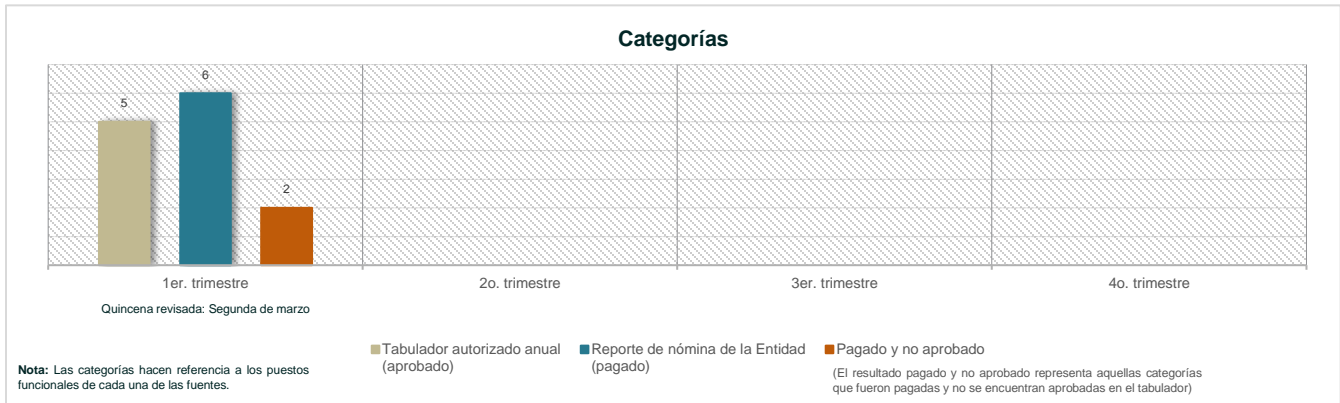 Categorías
5
6
2
1er. trimestre
2o. trimestre
3er. trimestre
4o. trimestre
Quincena revisada: Segunda de marzo
Tabulador autorizado anual
(aprobado)
Reporte de nómina de la Entidad
(pagado)
Pagado y no aprobado
(El resultado pagado y no aprobado representa aquellas categorías
que fueron pagadas y no se encuentran aprobadas en el tabulador)
Nota: Las categorías hacen referencia a los puestos
funcionales de cada una de las fuentes.